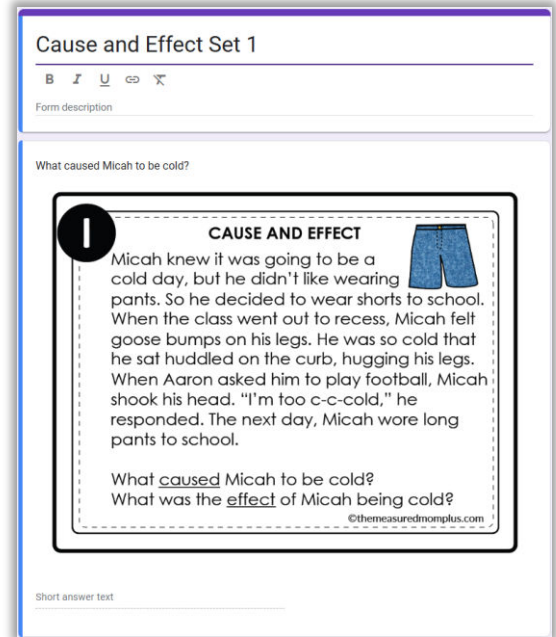 Cause and Effect Set 1
B I U
Form description
What caused Micah to be cold?
1
CAUSE AND EFFECT
Micah knew it was going to be a
cold day, but he didn't like wearing
pants. So he decided to wear shorts to school.
When the class went out to recess, Micah felt
goose bumps on his legs. He was so cold that
he sat huddled on the curb, hugging his legs.
When Aaron asked him to play football, Micah
shook his head. “I'm too c-c-cold,” he
responded. The next day, Micah wore long
pants to school.
What caused Micah to be cold?
What was the effect of Micah being cold?
©themeasuredmomplus.com
Short answer text